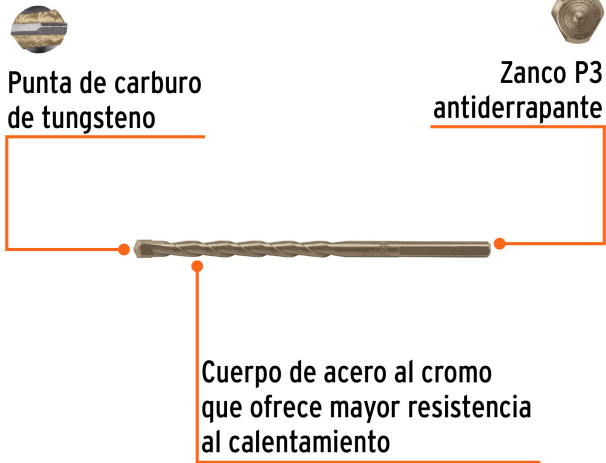 Punta de carburo
de tungsteno
Zanco P3
antiderrapante
Cuerpo de acero al cromo
que ofrece mayor resistencia
al calentamiento